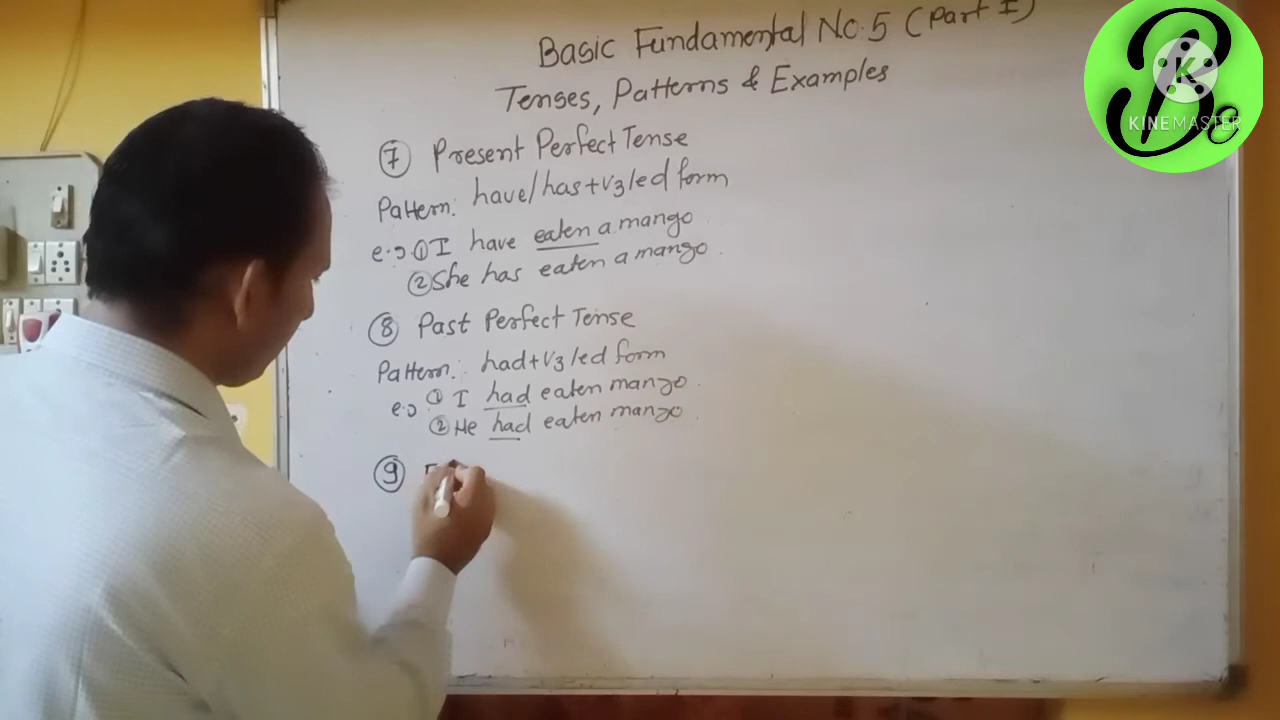 Basic Fundamental No.5 (Part I)
Tenses, Patterns & Examples
⑦ Present Perfect Tense
Pattern: have/has+V3/ed form
e.g. ① I have eaten a mango.
② She has eaten a mango.
⑧ Past Perfect Tense
Pattern: had+V3/ed form
e.g. ① I had eaten mango.
② He had eaten mango.
⑨ F
K
KINEMASTER